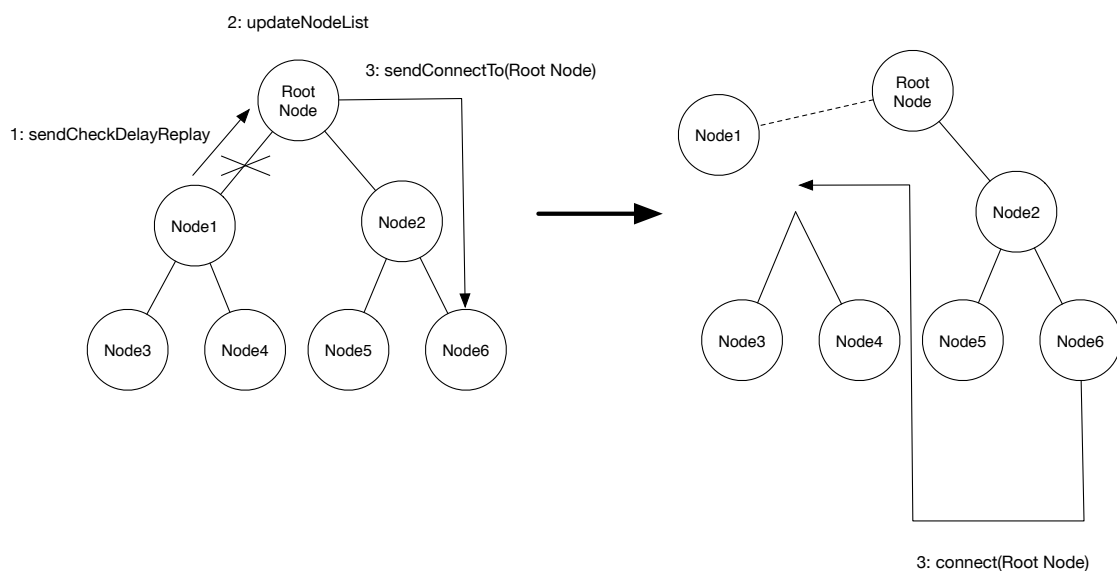 2: updateNodeList
3: sendConnectTo(Root Node)
1: sendCheckDelayReplay
Root
Node
Node1
Node2
Node3
Node4
Node5
Node6
Root
Node
Node1
Node2
Node3
Node4
Node5
Node6
3: connect(Root Node)